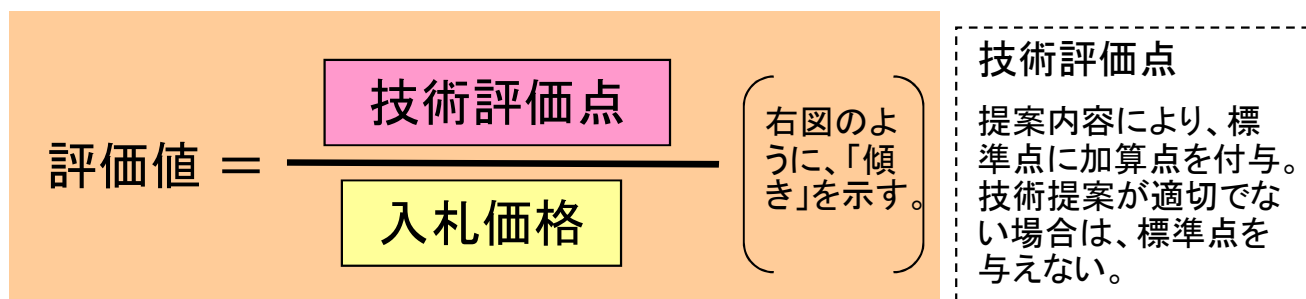 評価値 =
技術評価点
入札価格
右図のよ
うに、「傾
き」を示す。
技術評価点
提案内容により、標
準点に加算点を付与。
技術提案が適切でな
い場合は、標準点を
与えない。